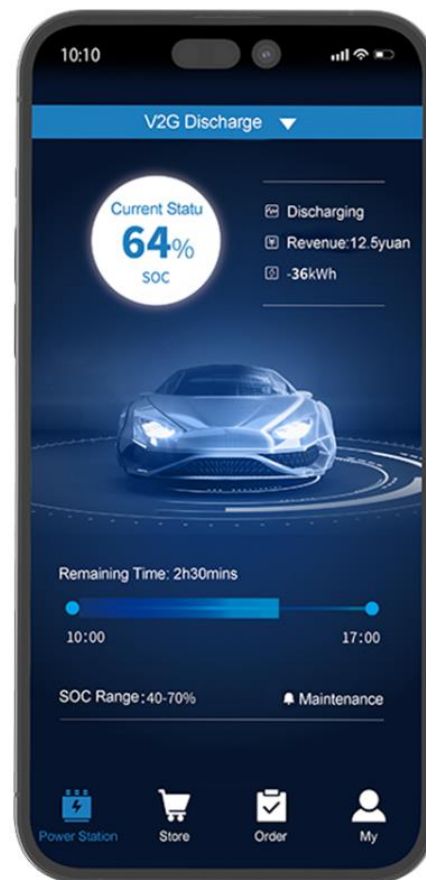 10:10
V2G Discharge
Current Statu
64%
SOC
Discharging
Revenue:12.5yuan
-36kWh
Remaining Time: 2h30mins
10:00
17:00
SOC Range:40-70%
Maintenance
Power Station
Store
Order
My